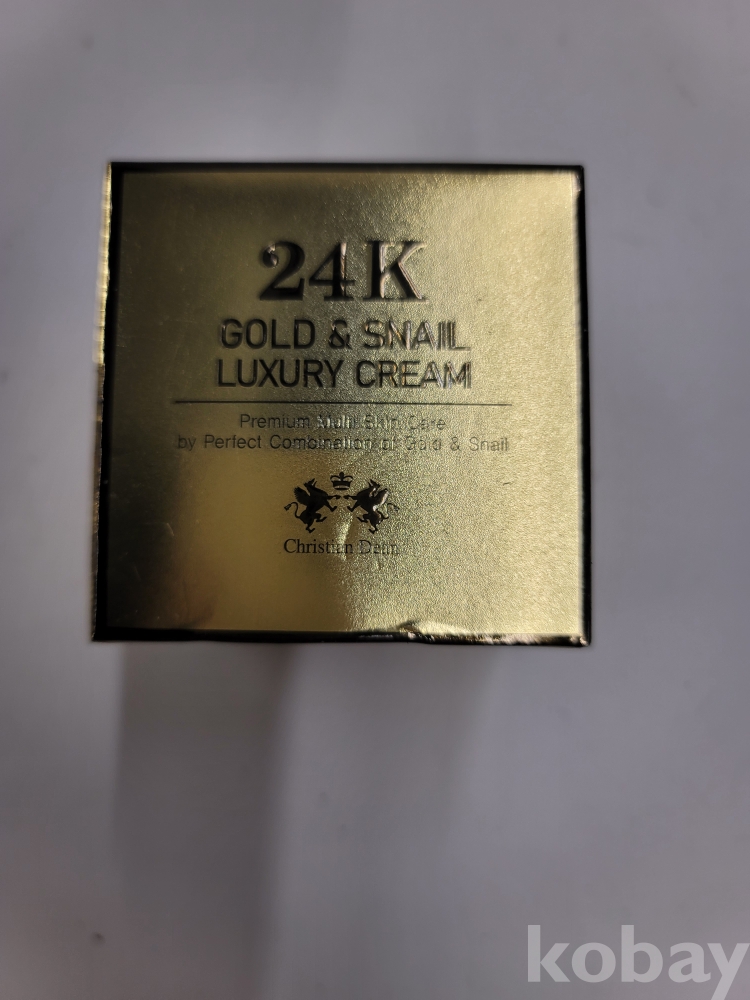 24K
GOLD & SNAIL
LUXURY CREAM
Premium Multi Skin Care
by Perfect Combination of Gold & Snail
Christian Dean
kobay